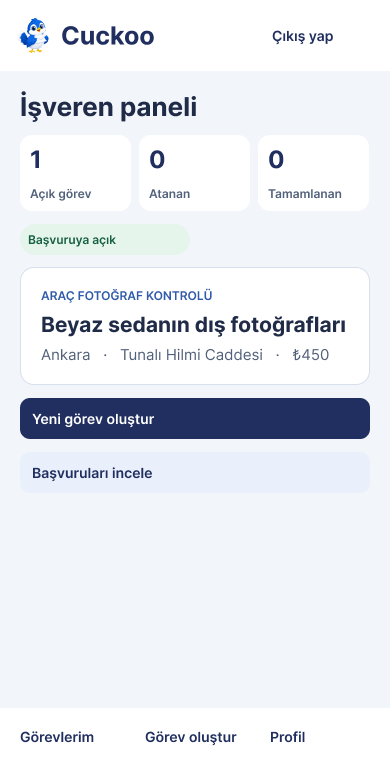 Cuckoo
Çıkış yap
İşveren paneli
1
0
0
Açık görev
Atanan
Tamamlanan
Başvuruya açık
ARAÇ FOTOĞRAF KONTROLÜ
Beyaz sedanın dış fotoğrafları
Ankara · Tunalı Hilmi Caddesi · ₺450
Yeni görev oluştur
Başvuruları incele
Görevlerim
Görev oluştur
Profil